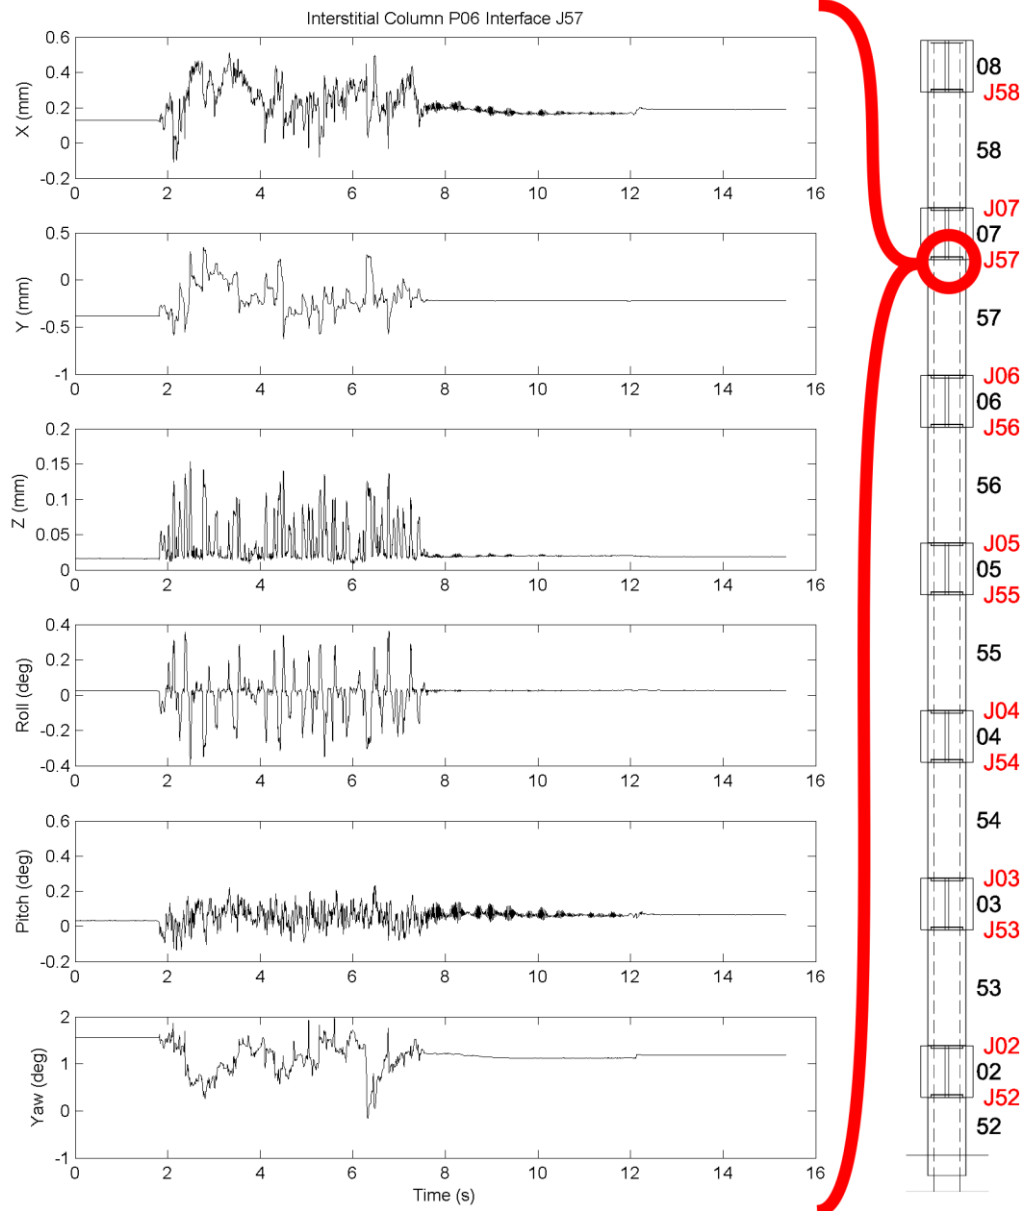 Interstitial Column P06 Interface J57
0.6
0.4
0.2
0
-0.2
X (mm)
0 2 4 6 8 10 12 14 16
0.5
0
-0.5
-1
Y (mm)
0 2 4 6 8 10 12 14 16
0.2
0.15
0.1
0.05
0
Z (mm)
0 2 4 6 8 10 12 14 16
0.4
0.2
0
-0.2
-0.4
Roll (deg)
0 2 4 6 8 10 12 14 16
0.6
0.4
0.2
0
-0.2
Pitch (deg)
0 2 4 6 8 10 12 14 16
2
1
0
-1
Yaw (deg)
0 2 4 6 8 10 12 14 16
Time (s)
08
J58
58
J07
07
J57
57
J06
06
J56
56
J05
05
J55
55
J04
04
J54
54
J03
03
J53
53
J02
02
J52
52